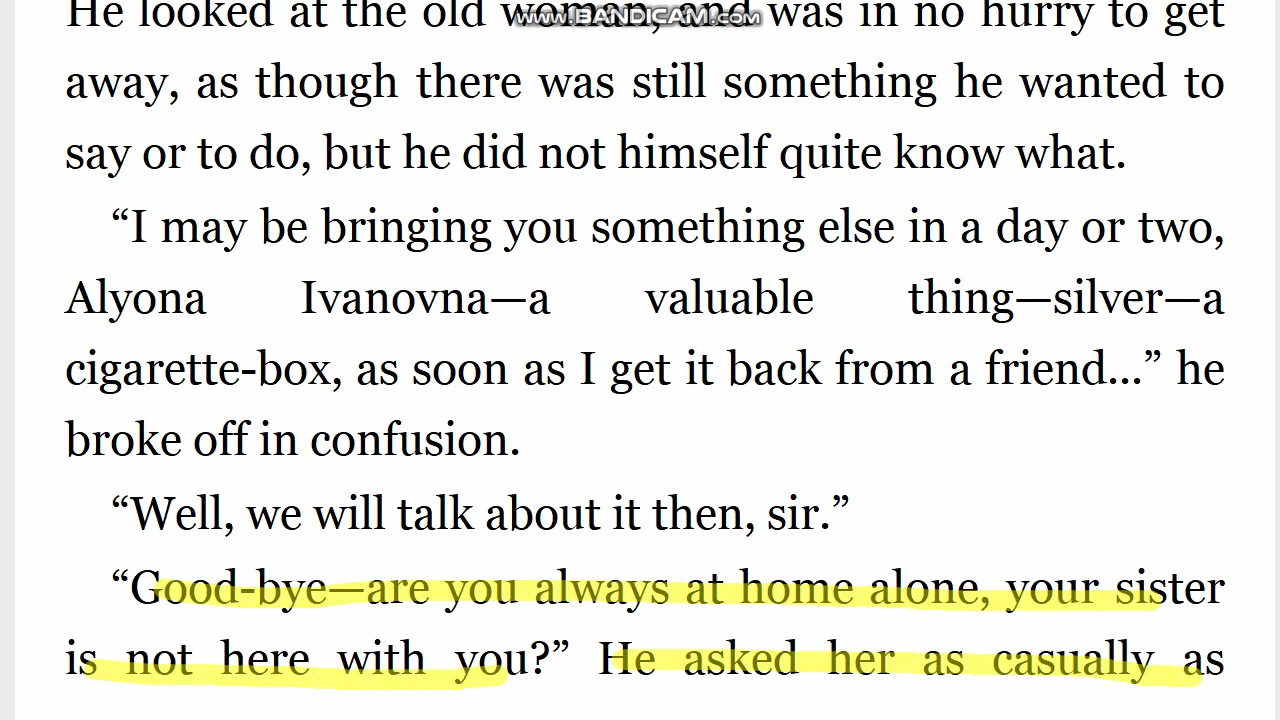 He looked at the old woman, and was in no hurry to get
www.BANDICAM.com
away, as though there was still something he wanted to
say or to do, but he did not himself quite know what.
“I may be bringing you something else in a day or two,
Alyona Ivanovna—a valuable thing—silver—a
cigarette-box, as soon as I get it back from a friend...” he
broke off in confusion.
“Well, we will talk about it then, sir.”
“Good-bye—are you always at home alone, your sister
is not here with you?” He asked her as casually as